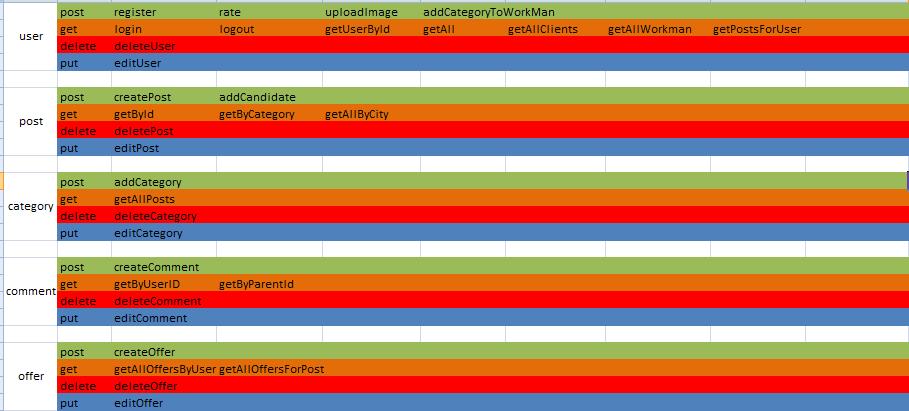 user
post register rate uploadImage addCategoryToWorkMan
get login logout getUserById getAll getAllClients getAllWorkman getPostsForUser
delete deleteUser
put editUser
post
post createPost addCandidate
get getById getByCategory getAllByCity
delete deletePost
put editPost
category
post addCategory
get getAllPosts
delete deleteCategory
put editCategory
comment
post createComment
get getByUserID getByParentId
delete deleteComment
put editComment
offer
post createOffer
get getAllOffersByUser getAllOffersForPost
delete deleteOffer
put editOffer